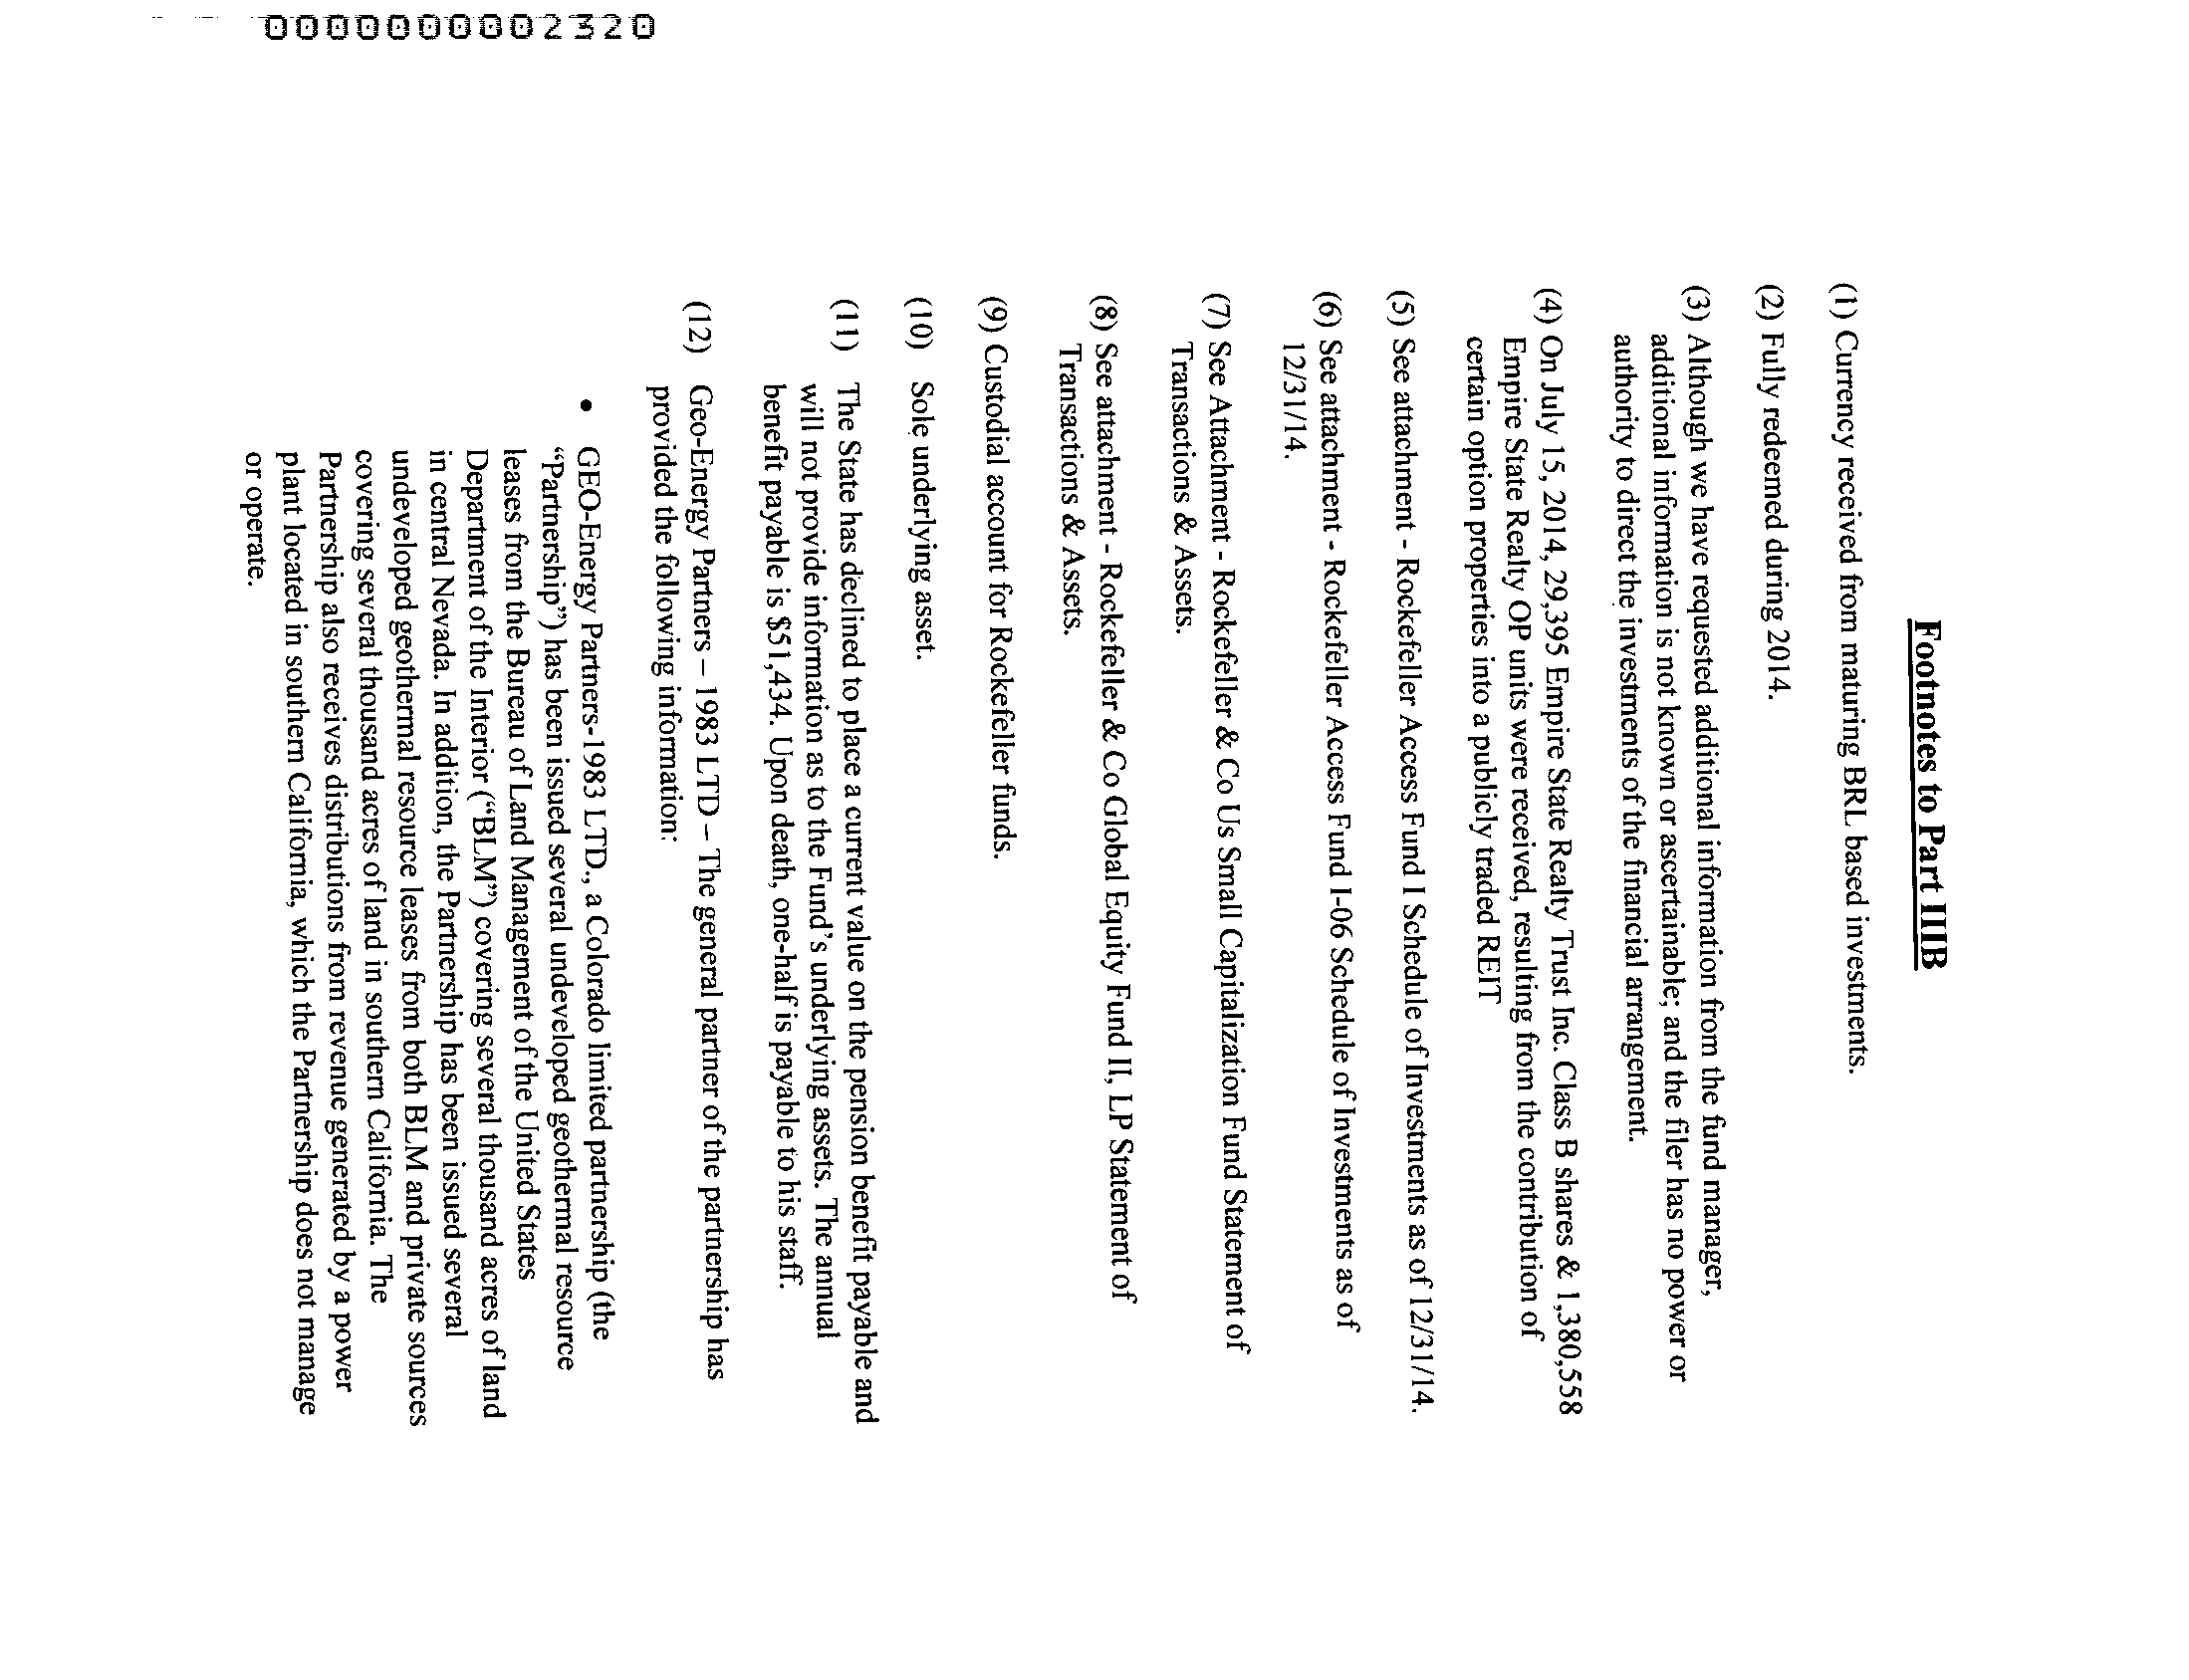 0000000002320
Footnotes to Part IIIB
(1) Currency received from maturing BRL based investments.
(2) Fully redeemed during 2014.
(3) Although we have requested additional information from the fund manager,
additional information is not known or ascertainable; and the filer has no power or
authority to direct the investments of the financial arrangement.
(4) On July 15, 2014, 29,395 Empire State Realty Trust Inc. Class B shares & 1,380,558
Empire State Realty OP units were received, resulting from the contribution of
certain option properties into a publicly traded REIT
(5) See attachment - Rockefeller Access Fund I Schedule of Investments as of 12/31/14.
(6) See attachment - Rockefeller Access Fund I-06 Schedule of Investments as of
12/31/14.
(7) See Attachment - Rockefeller & Co Us Small Capitalization Fund Statement of
Transactions & Assets.
(8) See attachment - Rockefeller & Co Global Equity Fund II, LP Statement of
Transactions & Assets.
(9) Custodial account for Rockefeller funds.
(10) Sole underlying asset.
(11) The State has declined to place a current value on the pension benefit payable and
will not provide information as to the Fund's underlying assets. The annual
benefit payable is $51,434. Upon death, one-half is payable to his staff.
(12) Geo-Energy Partners – 1983 LTD – The general partner of the partnership has
provided the following information:
• GEO-Energy Partners-1983 LTD., a Colorado limited partnership (the
“Partnership”) has been issued several undeveloped geothermal resource
leases from the Bureau of Land Management of the United States
Department of the Interior (“BLM”) covering several thousand acres of land
in central Nevada. In addition, the Partnership has been issued several
undeveloped geothermal resource leases from both BLM and private sources
covering several thousand acres of land in southern California. The
Partnership also receives distributions from revenue generated by a power
plant located in southern California, which the Partnership does not manage
or operate.